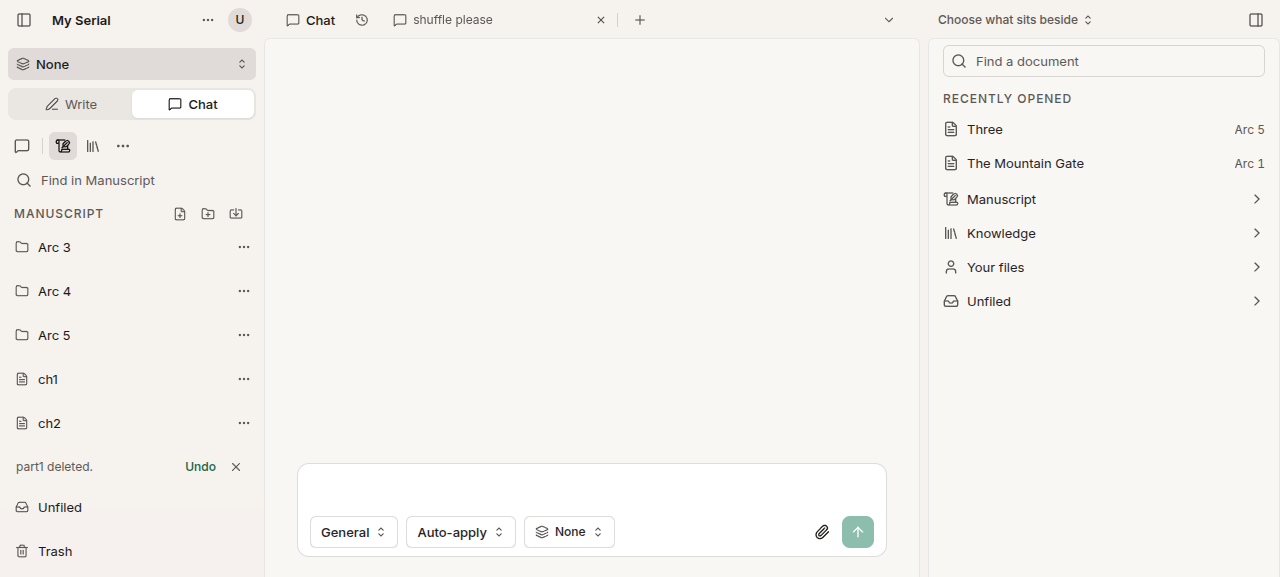 My Serial
U
None
Write
Chat
Find in Manuscript
MANUSCRIPT
Arc 3
Arc 4
Arc 5
ch1
ch2
part1 deleted.
Undo
Unfiled
Trash
Chat
shuffle please
General
Auto-apply
None
Choose what sits beside
Find a document
RECENTLY OPENED
Three Arc 5
The Mountain Gate Arc 1
Manuscript
Knowledge
Your files
Unfiled